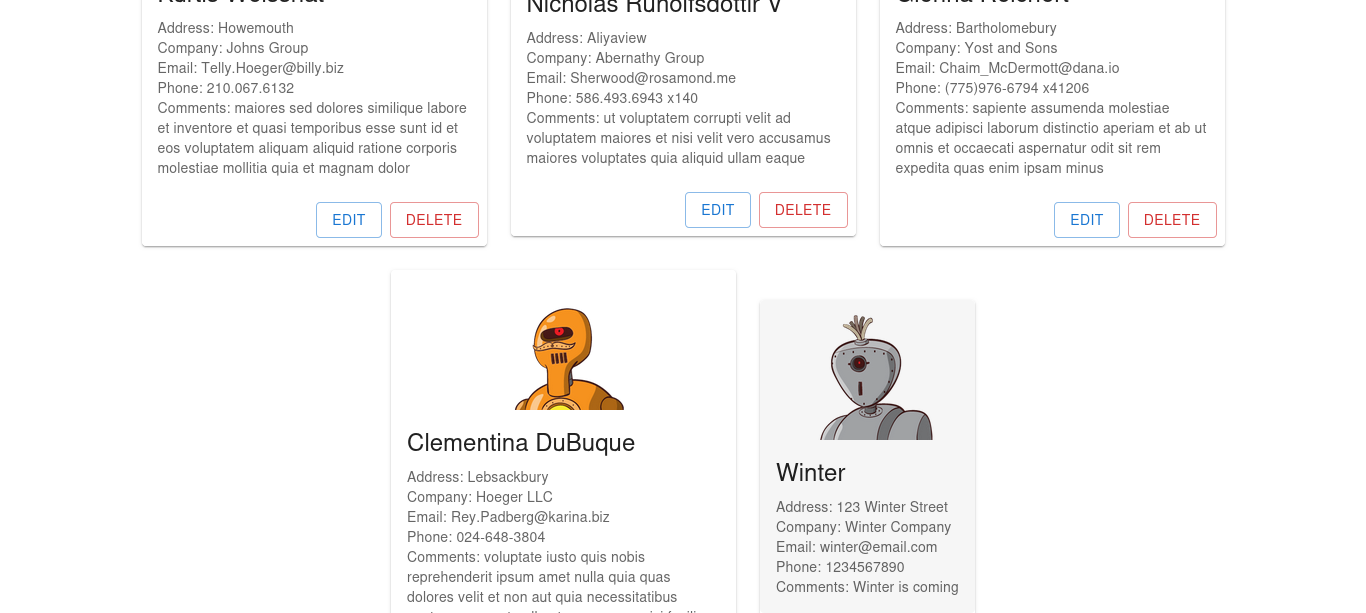 Nicholas Runolfsdottir V
Address: Howemouth
Company: Johns Group
Email: Telly.Hoeger@billy.biz
Phone: 210.067.6132
Comments: maiores sed dolores similique labore
et inventore et quasi temporibus esse sunt id et
eos voluptatem aliquam aliquid ratione corporis
molestiae mollitia quia et magnam dolor
EDIT
DELETE
Address: Aliyaview
Company: Abernathy Group
Email: Sherwood@rosamond.me
Phone: 586.493.6943 x140
Comments: ut voluptatem corrupti velit ad
voluptatem maiores et nisi velit vero accusamus
maiores voluptates quia aliquid ullam eaque
EDIT
DELETE
Address: Bartholomebury
Company: Yost and Sons
Email: Chaim_McDermott@dana.io
Phone: (775)976-6794 x41206
Comments: sapiente assumenda molestiae
atque adipisci laborum distinctio aperiam et ab ut
omnis et occaecati aspernatur odit sit rem
expedita quas enim ipsam minus
EDIT
DELETE
Clementina DuBuque
Address: Lebsackbury
Company: Hoeger LLC
Email: Rey.Padberg@karina.biz
Phone: 024-648-3804
Comments: voluptate iusto quis nobis
reprehenderit ipsum amet nulla quia quas
dolores velit et non aut quia necessitatibus
Winter
Address: 123 Winter Street
Company: Winter Company
Email: winter@email.com
Phone: 1234567890
Comments: Winter is coming